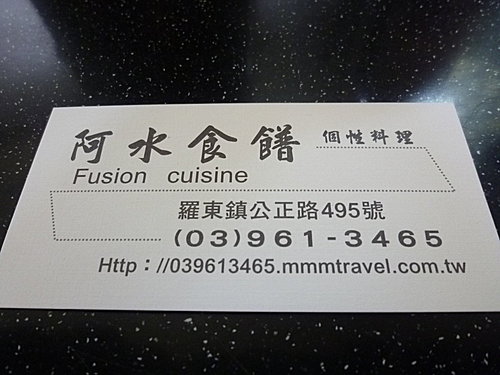 阿水食譜 個性料理
Fusion cuisine
羅東鎮公正路495號
(03)961-3465
Http：//039613465.mmmtravel.com.tw